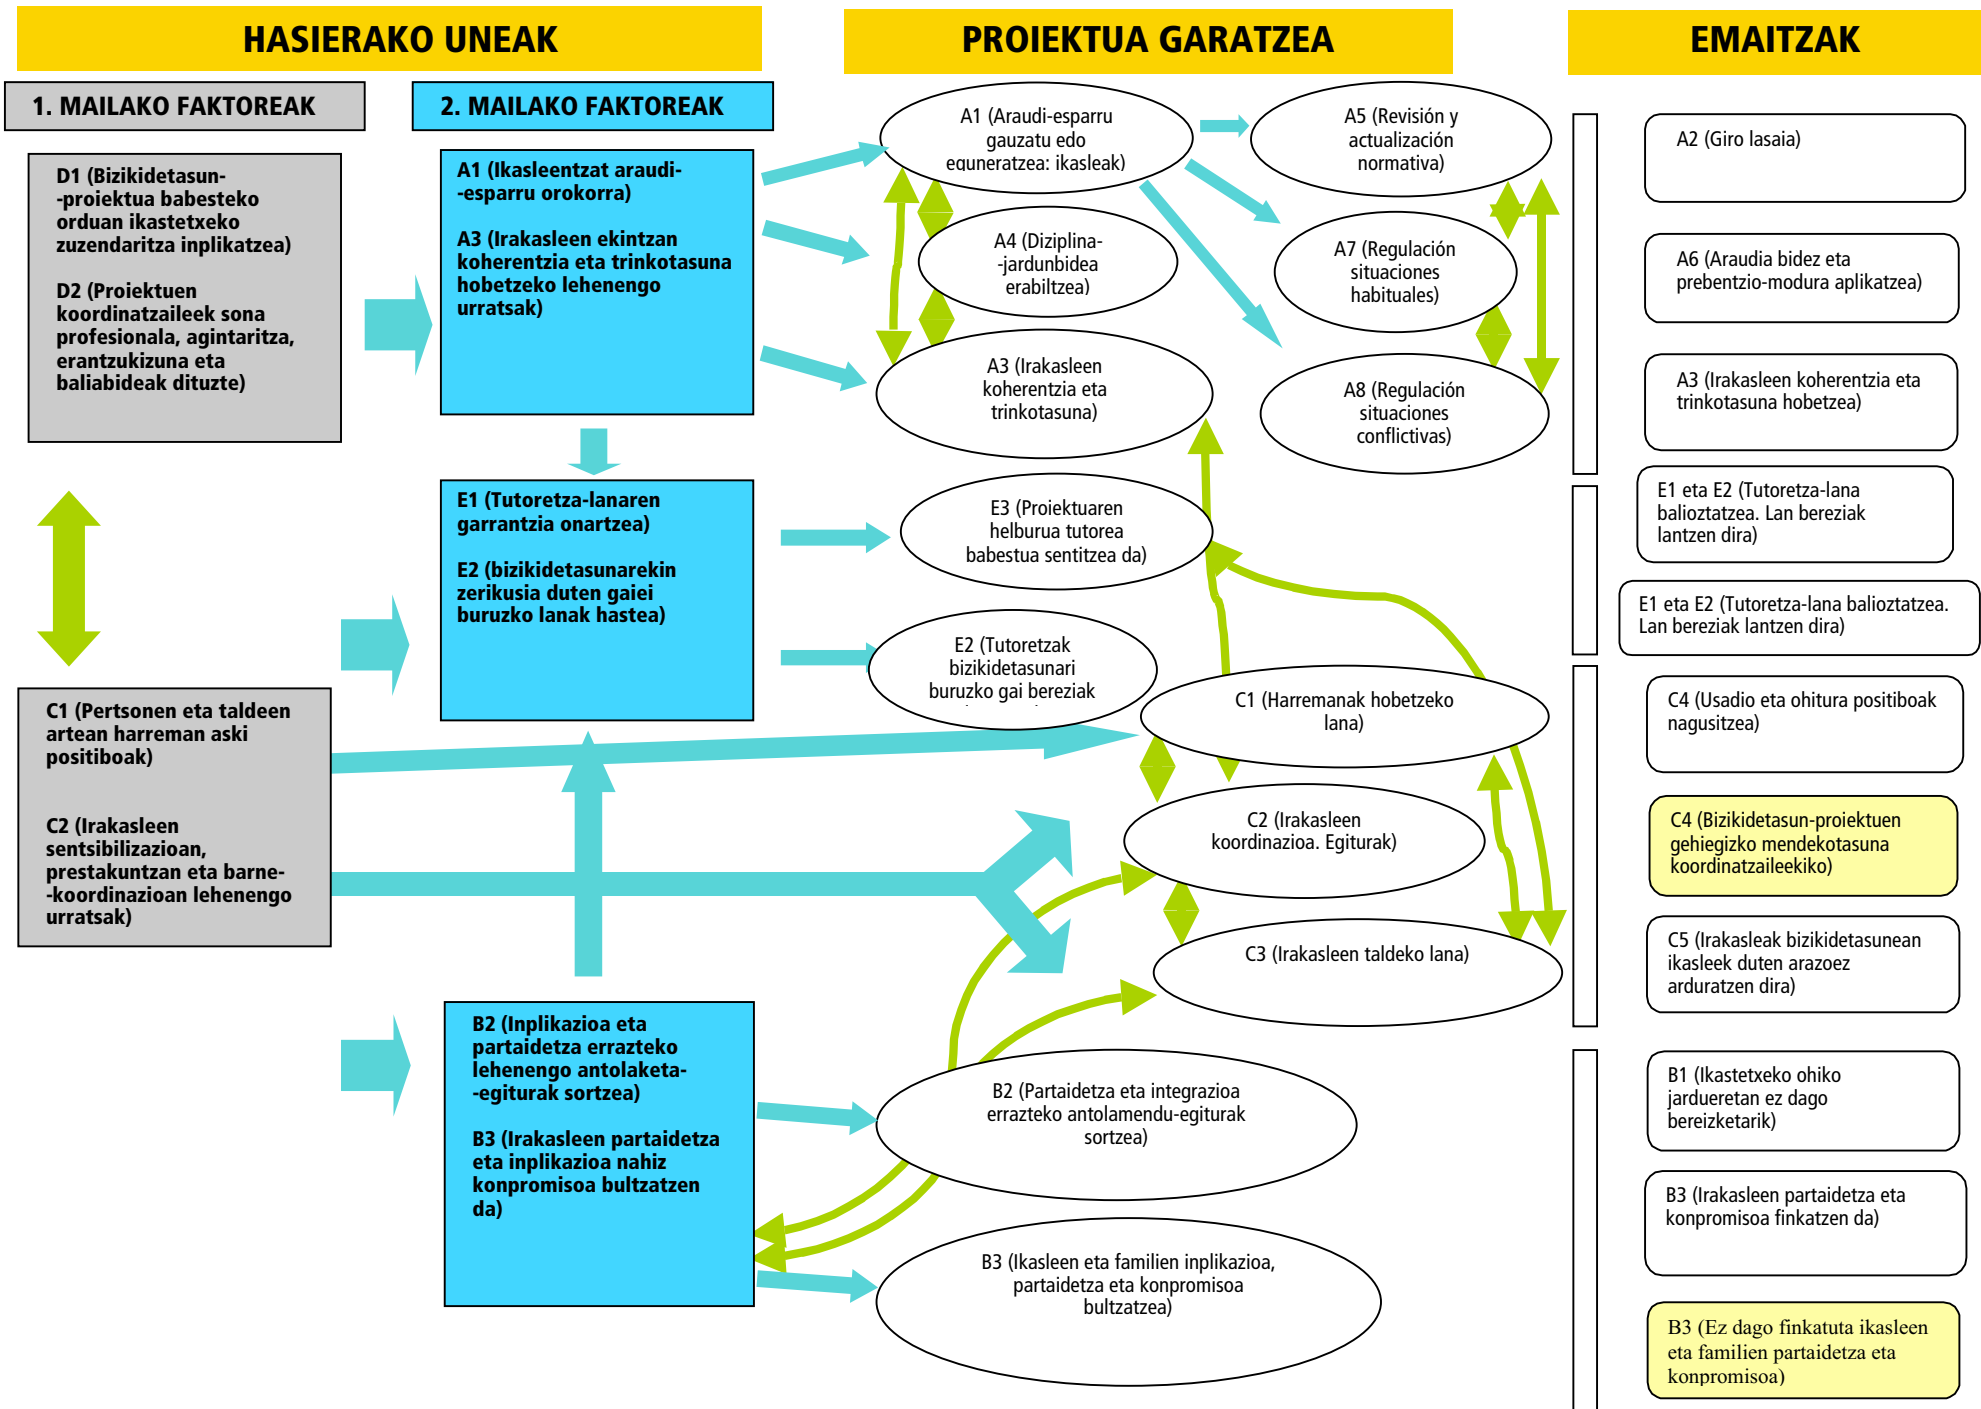 HASIERAKO UNEAK
PROIEKTUA GARATZEA
EMAITZAK
1. MAILAKO FAKTOREAK
2. MAILAKO FAKTOREAK
D1 (Bizikidetasun-
-proiektua babesteko
orduan ikastetxeko
zuzendaritza inplikatzea)
D2 (Proiektuen
koordinatzaileek sona
profesionala, agintaritza,
erantzukizuna eta
baliabideak dituzte)
C1 (Pertsonen eta taldeen
artean harreman aski
positiboak)
C2 (Irakasleen
sentsibilizazioan,
prestakuntzan eta barne-
-koordinazioan lehenengo
urratsak)
A1 (Ikasleentzat araudi-
-esparru orokorra)
A3 (Irakasleen ekintzan
koherentzia eta trinkotasuna
hobetzeko lehenengo
urratsak)
E1 (Tutoretza-lanaren
garrantzia onartzea)
E2 (bizikidetasunarekin
zerikusia duten gaiei
buruzko lanak hastea)
B2 (Inplikazioa eta
partaidetza errazteko
lehenengo antolaketa-
-egiturak sortzea)
B3 (Irakasleen partaidetza
eta inplikazioa nahiz
konpromisoa bultzatzen
da)
A1 (Araudi-esparru
gauzatu edo
eguneratzea: ikasleak)
A4 (Diziplina-
-jardunbidea
erabiltzea)
A3 (Irakasleen
koherentzia eta
trinkotasuna)
A5 (Revisión y
actualización
normativa)
A7 (Regulación
situaciones
habituales)
A8 (Regulación
situaciones
conflictivas)
E3 (Proiektuaren
helburua tutorea
babestua sentitzea da)
E2 (Tutoretzak
bizikidetasunari
buruzko gai bereziak
C1 (Harremanak hobetzeko
lana)
C2 (Irakasleen
koordinazioa. Egiturak)
C3 (Irakasleen taldeko lana)
B2 (Partaidetza eta integrazioa
errazteko antolamendu-egiturak
sortzea)
B3 (Ikasleen eta familien inplikazioa,
partaidetza eta konpromisoa
bultzatzea)
A2 (Giro lasaia)
A6 (Araudia bidez eta
prebentzio-modura aplikatzea)
A3 (Irakasleen koherentzia eta
trinkotasuna hobetzea)
E1 eta E2 (Tutoretza-lana
balioztatzea. Lan bereziak
lantzen dira)
E1 eta E2 (Tutoretza-lana balioztatzea.
Lan bereziak lantzen dira)
C4 (Usadio eta ohitura positiboak
nagusitzea)
C4 (Bizikidetasun-proiektuen
gehiegizko mendekotasuna
koordinatzaileekiko)
C5 (Irakasleak bizikidetasunean
ikasleek duten arazoez
arduratzen dira)
B1 (Ikastetxeko ohiko
jardueretan ez dago
bereizketarik)
B3 (Irakasleen partaidetza eta
konpromisoa finkatzen da)
B3 (Ez dago finkatuta ikasleen
eta familien partaidetza eta
konpromisoa)